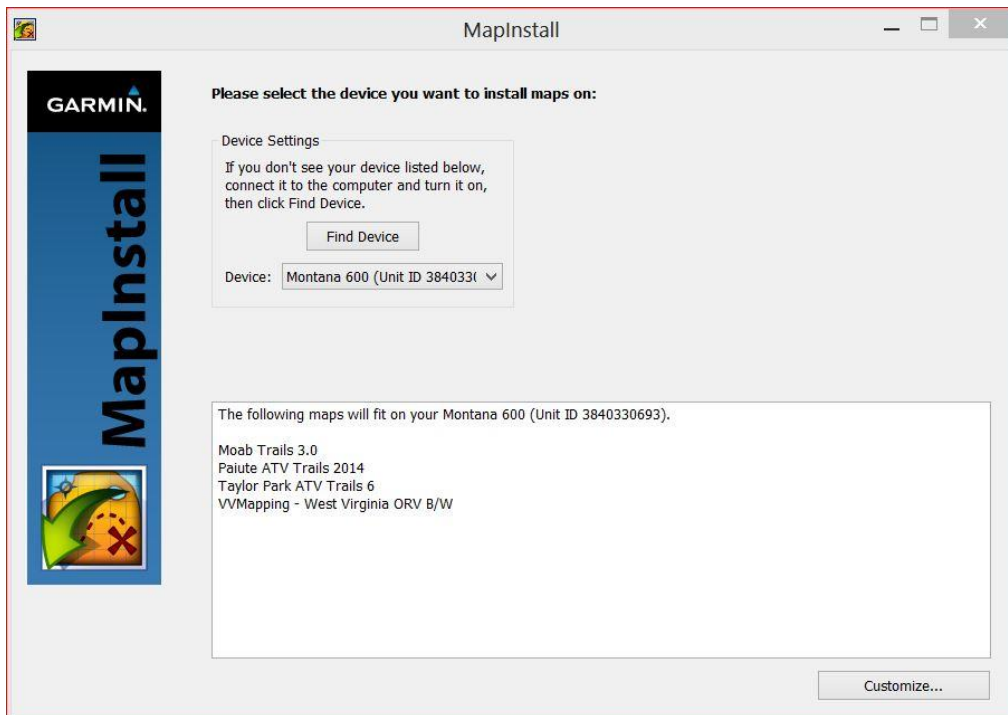 MapInstall
GARMIN.
MapInstall
Please select the device you want to install maps on:
Device Settings
If you don't see your device listed below,
connect it to the computer and turn it on,
then click Find Device.
Find Device
Device: Montana 600 (Unit ID 3840330
The following maps will fit on your Montana 600 (Unit ID 3840330693).
Moab Trails 3.0
Paiute ATV Trails 2014
Taylor Park ATV Trails 6
VVMapping - West Virginia ORV B/W
Customize...